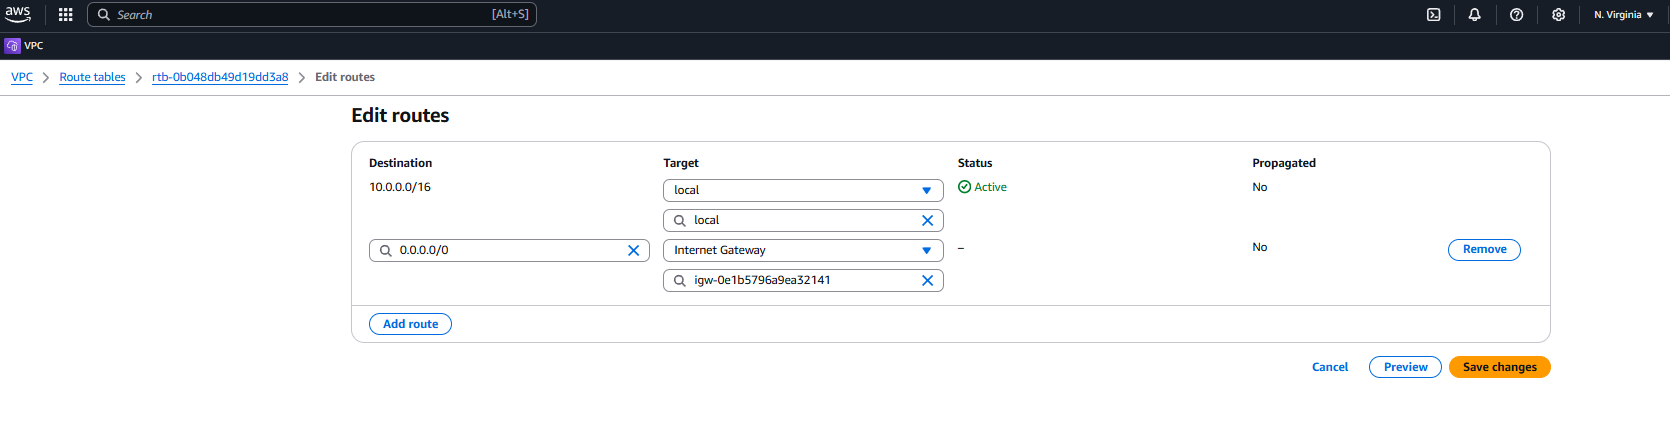 aws Search [Alt+S] N. Virginia
VPC
VPC Route tables rtb-0b048db49d19dd3a8 Edit routes
Edit routes
Destination Target Status Propagated
10.0.0.0/16 local Active No
local
0.0.0.0/0 Internet Gateway – No Remove
igw-0e1b5796a9ea32141
Add route
Cancel Preview Save changes